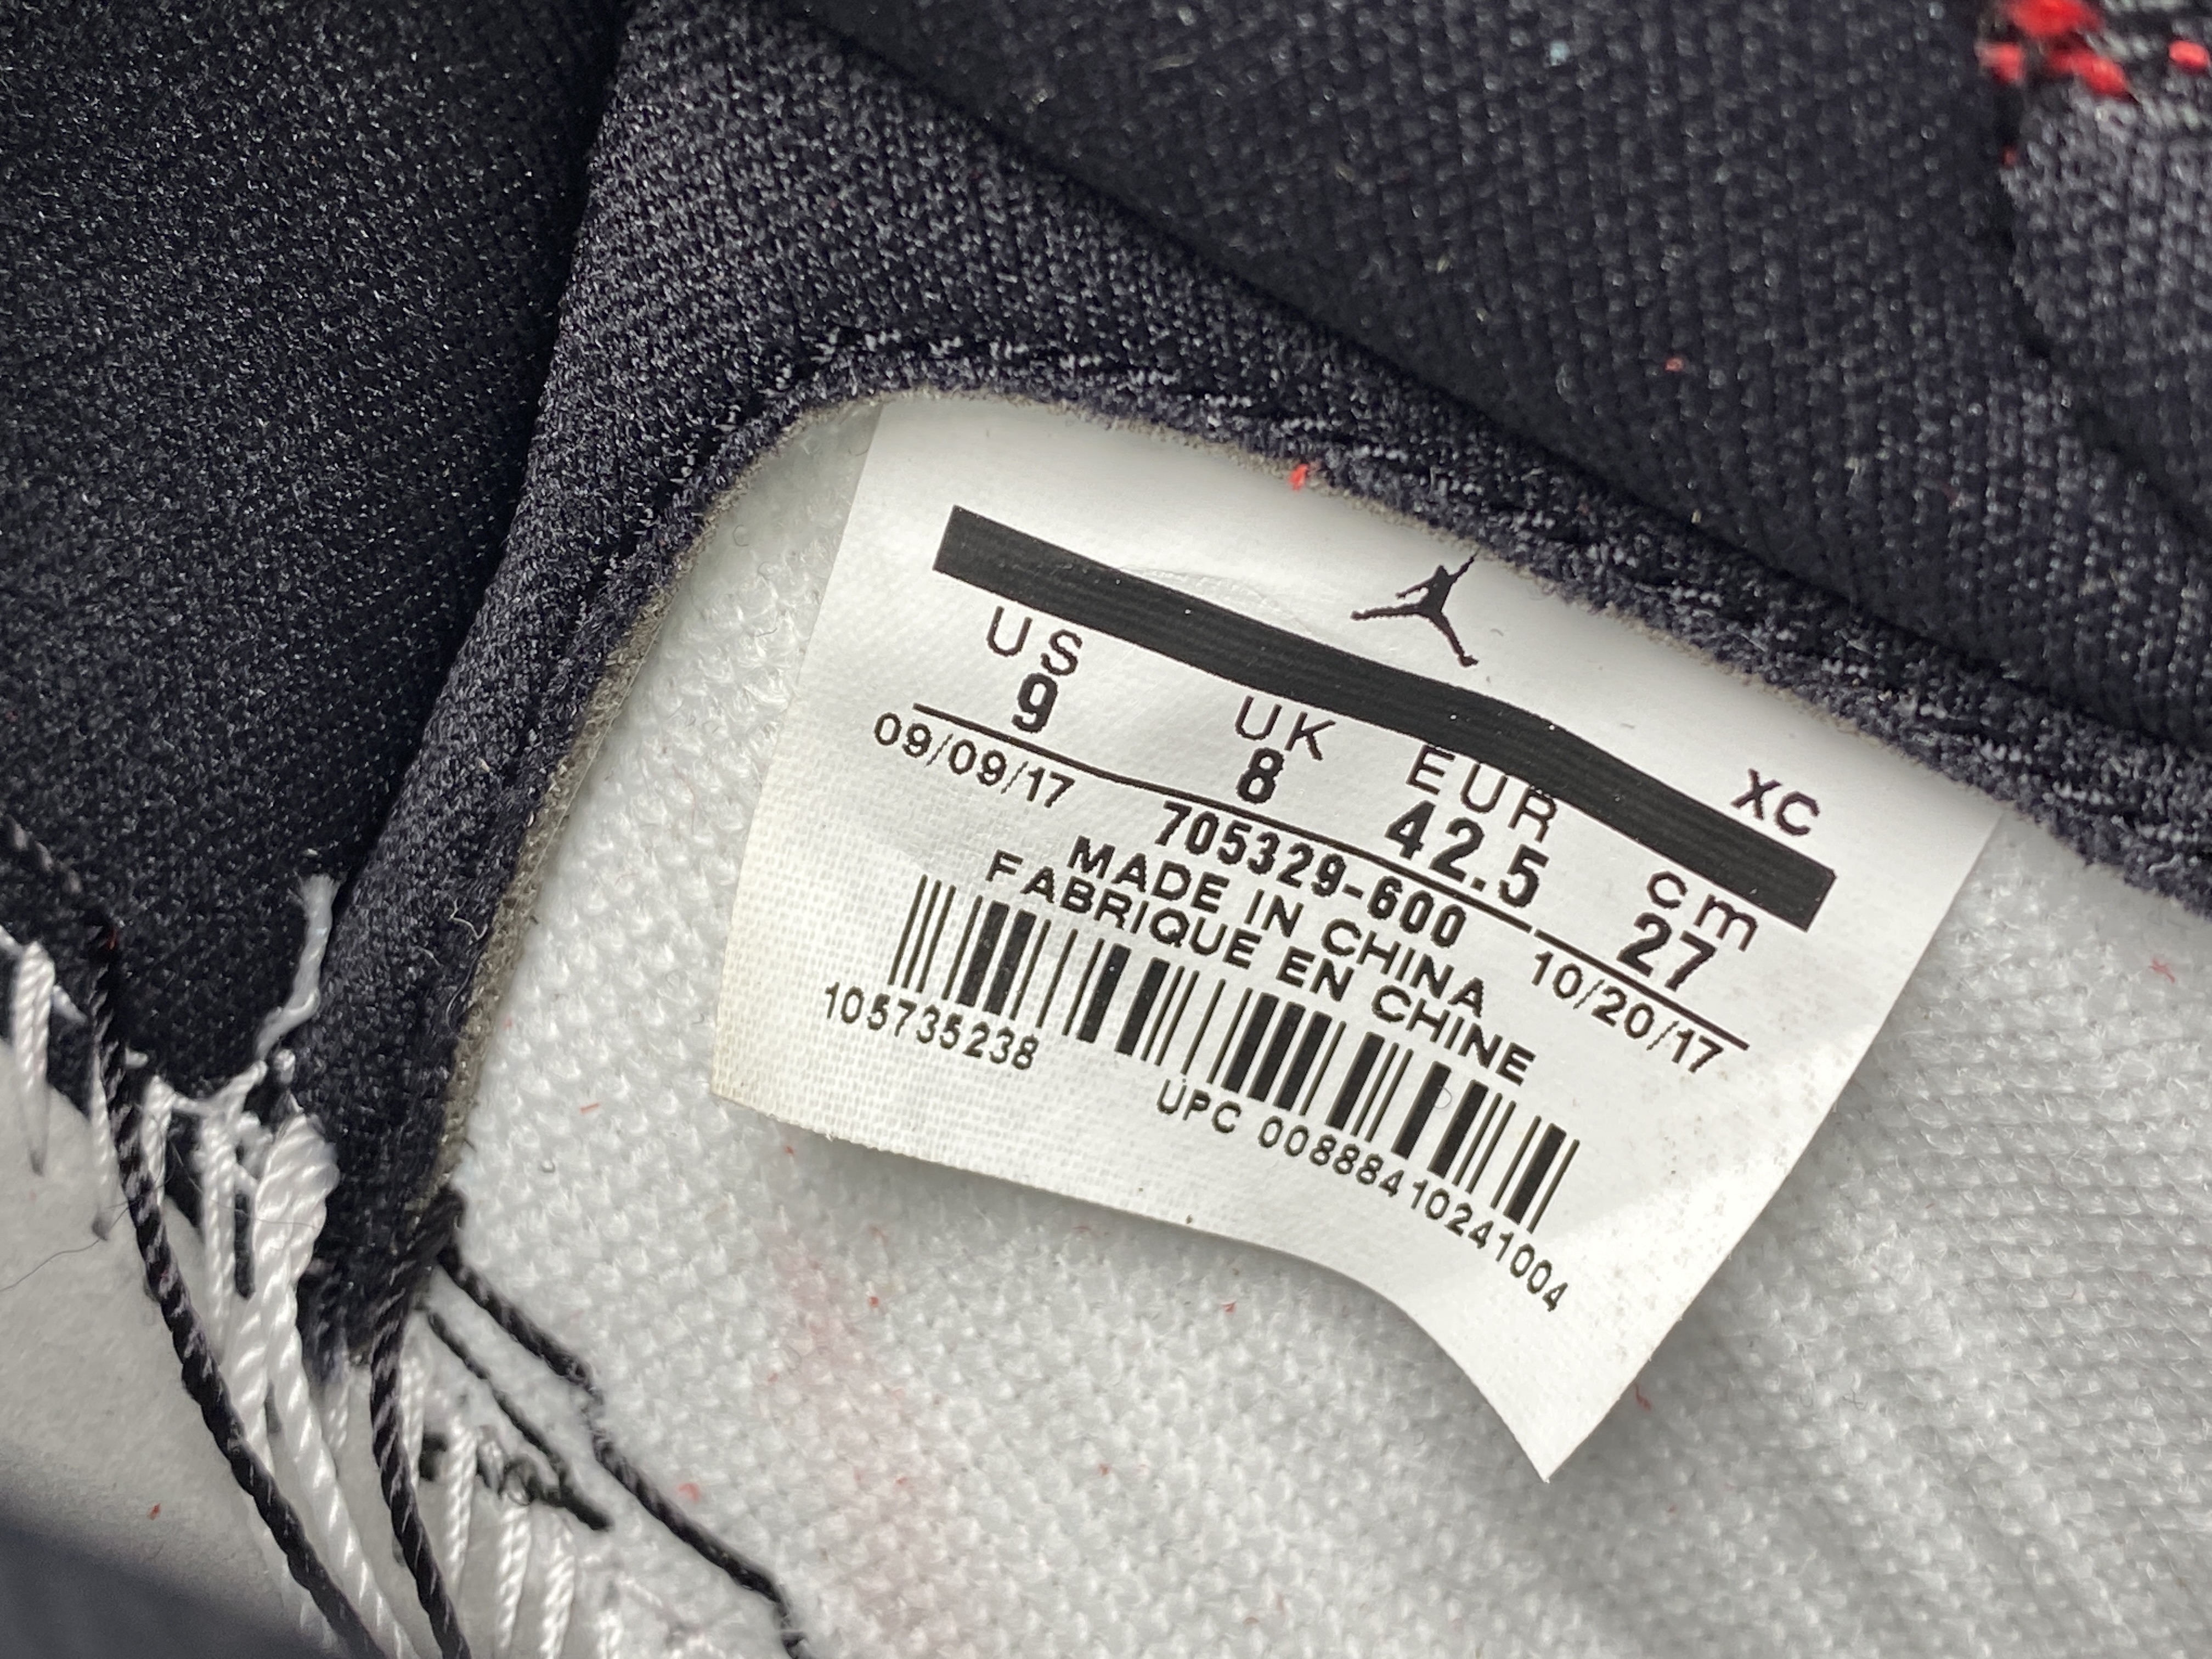 XC
US UK EUR cm
9 8 42.5 27
09/09/17 705329-600 10/20/17
MADE IN CHINA
FABRIQUE EN CHINE
105735238
UPC 00888410241004